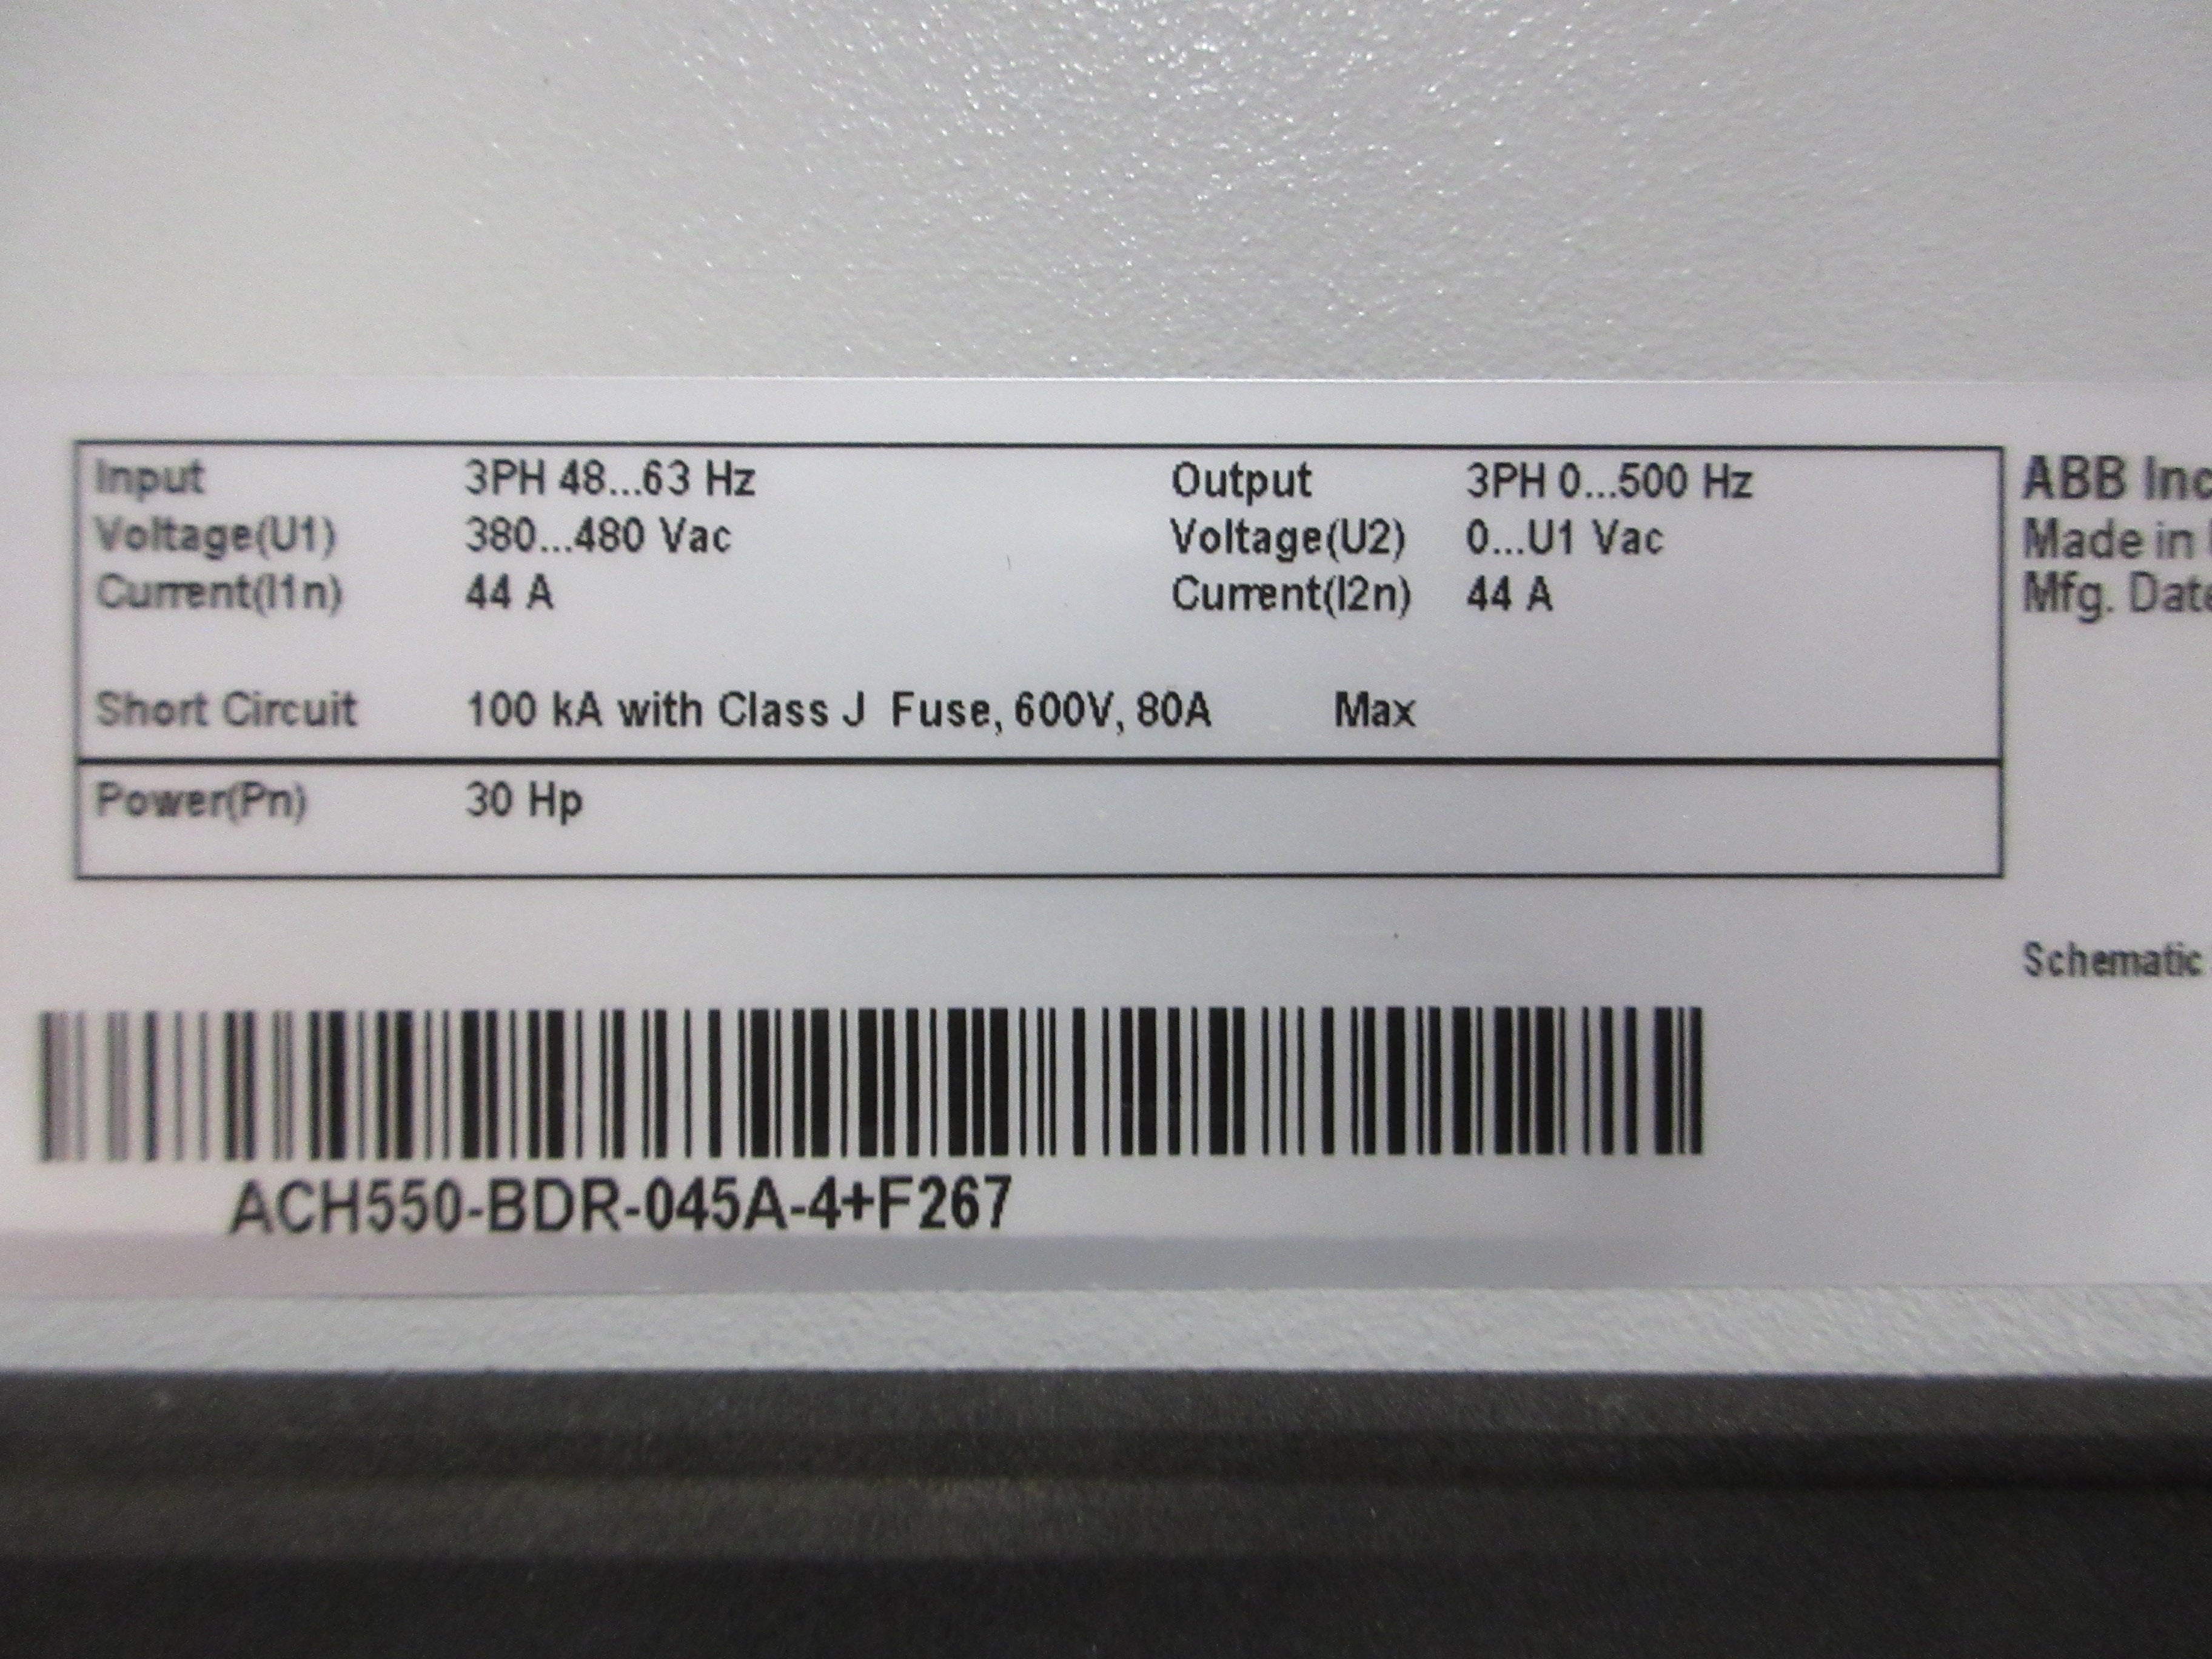 Input 3PH 48...63 Hz Output 3PH 0...500 Hz
Voltage(U1) 380...480 Vac Voltage(U2) 0...U1 Vac
Current(I1n) 44 A Current(I2n) 44 A
Short Circuit 100 kA with Class J Fuse, 600V, 80A Max
Power(Pn) 30 Hp
ABB Inc
Made in
Mfg. Date
Schematic
ACH550-BDR-045A-4+F267